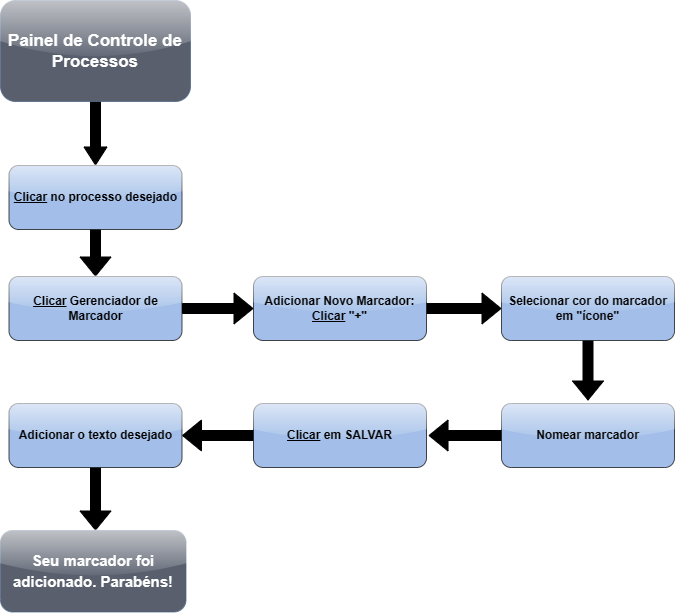 Painel de Controle de
Processos
Clicar no processo desejado
Clicar Gerenciador de
Marcador
Adicionar Novo Marcador:
Clicar "+"
Selecionar cor do marcador
em "ícone"
Nomear marcador
Clicar em SALVAR
Adicionar o texto desejado
Seu marcador foi
adicionado. Parabéns!